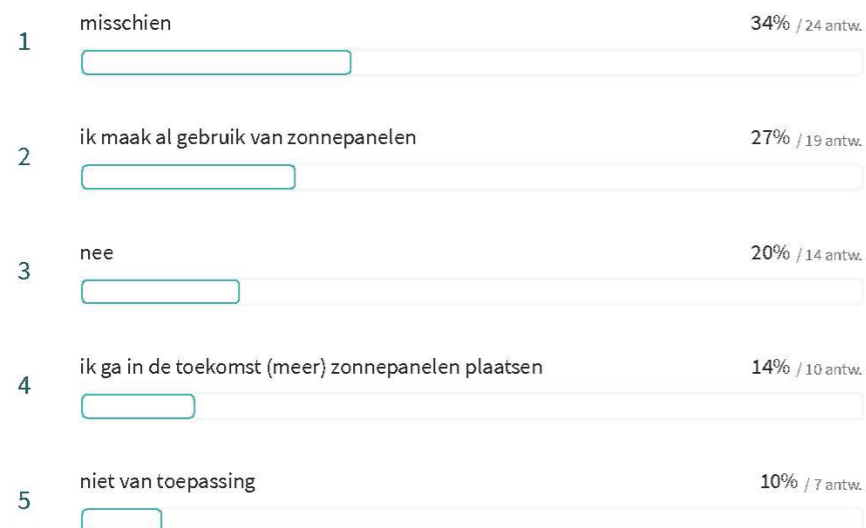 1 misschien 34% / 24 antw.
2 ik maak al gebruik van zonnepanelen 27% / 19 antw.
3 nee 20% / 14 antw.
4 ik ga in de toekomst (meer) zonnepanelen plaatsen 14% / 10 antw.
5 niet van toepassing 10% / 7 antw.